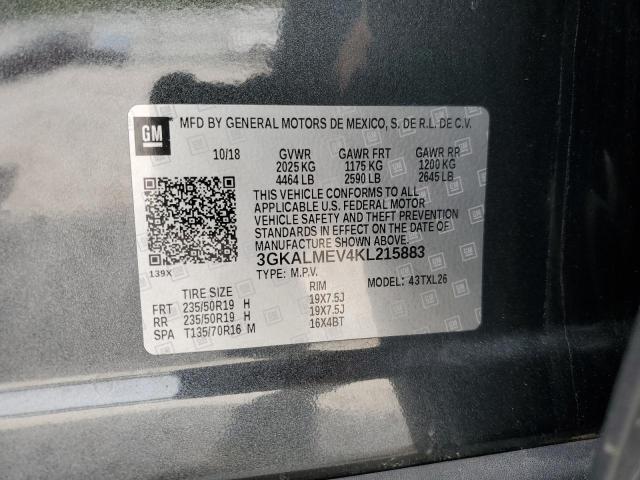 GM
MFD BY GENERAL MOTORS DE MEXICO, S. DE R.L. DE C.V.
10/18 GVWR GAWR FRT GAWR RR
2025 KG 1175 KG 1200 KG
4464 LB 2590 LB 2645 LB
THIS VEHICLE CONFORMS TO ALL
APPLICABLE U.S. FEDERAL MOTOR
VEHICLE SAFETY AND THEFT PREVENTION
STANDARDS IN EFFECT ON THE DATE OF
MANUFACTURE SHOWN ABOVE.
3GKALMEV4KL215883
139X TYPE: M.P.V. MODEL: 43TXL26
TIRE SIZE RIM
FRT 235/50R19 H 19X7.5J
RR 235/50R19 H 19X7.5J
SPA T135/70R16 M 16X4BT